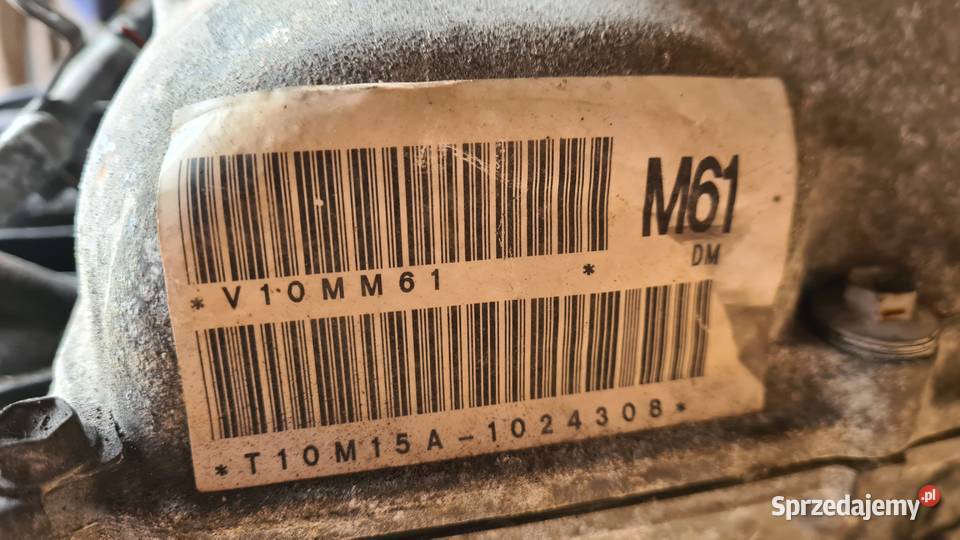 M61
DM
*V10MM61 *
*T10M15A-1024308*
Sprzedajemy.pl